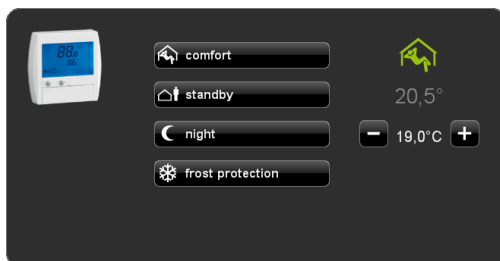 comfort
standby
20,5°
night
− 19,0°C +
frost protection